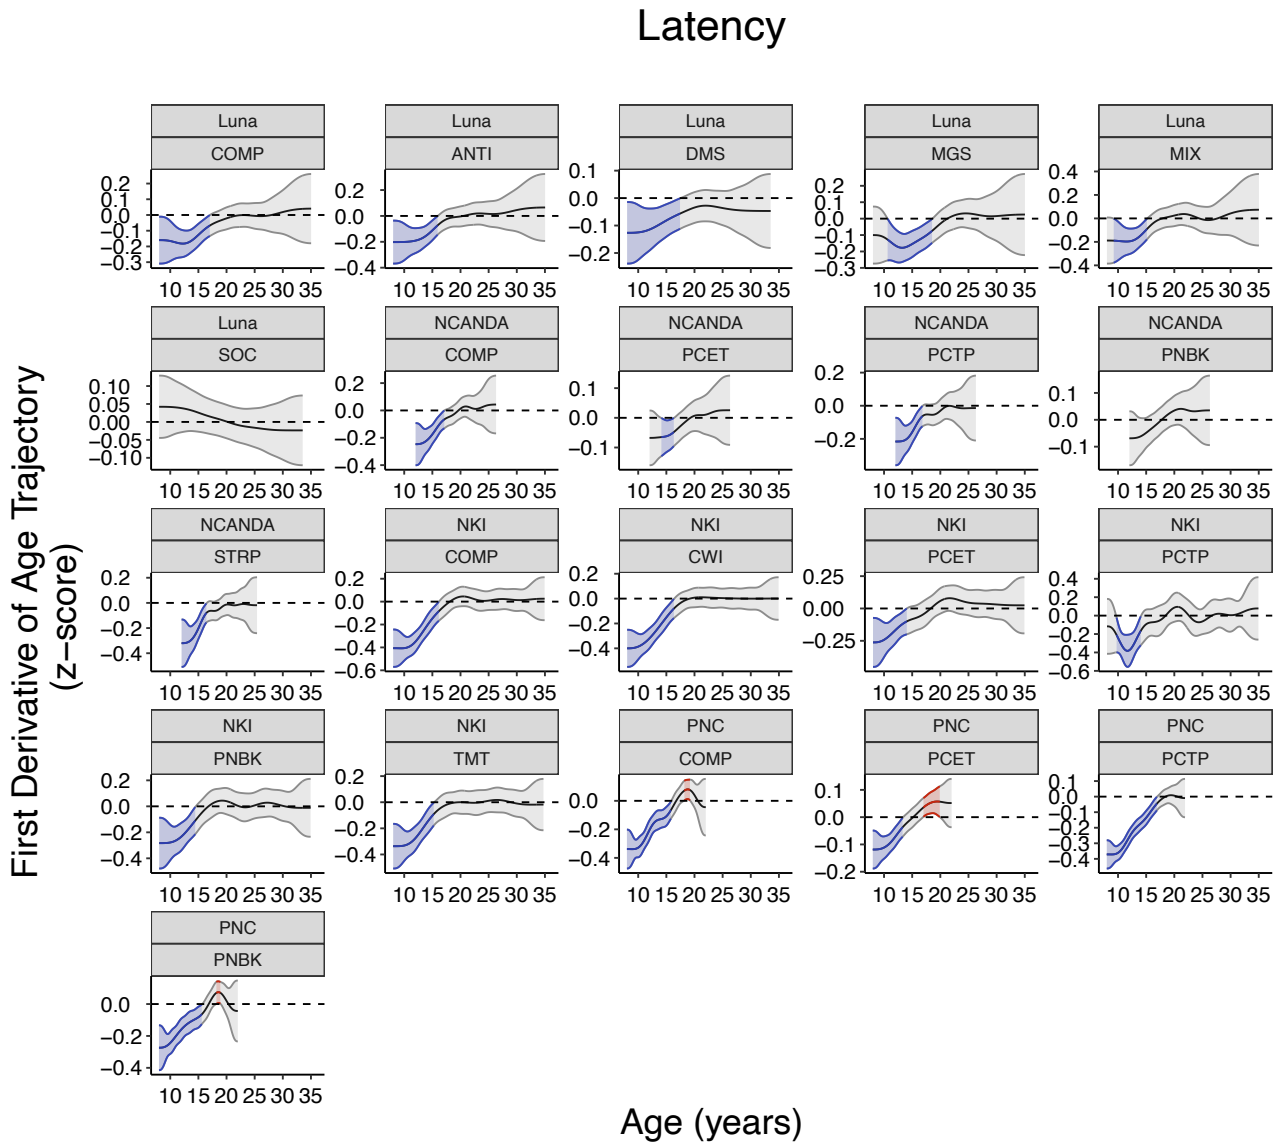 Latency
First Derivative of Age Trajectory
(z−score)
Luna
COMP
0.2
0.1
0.0
−0.1
−0.2
−0.3
10 15 20 25 30 35
Luna
ANTI
0.2
0.0
−0.2
−0.4
10 15 20 25 30 35
Luna
DMS
0.1
0.0
−0.1
−0.2
10 15 20 25 30 35
Luna
MGS
0.2
0.1
0.0
−0.1
−0.2
−0.3
10 15 20 25 30 35
Luna
MIX
0.4
0.2
0.0
−0.2
−0.4
10 15 20 25 30 35
Luna
SOC
0.10
0.05
0.00
−0.05
−0.10
10 15 20 25 30 35
NCANDA
COMP
0.2
0.0
−0.2
−0.4
10 15 20 25 30 35
NCANDA
PCET
0.1
0.0
−0.1
10 15 20 25 30 35
NCANDA
PCTP
0.2
0.0
−0.2
10 15 20 25 30 35
NCANDA
PNBK
0.1
0.0
−0.1
10 15 20 25 30 35
NCANDA
STRP
0.2
0.0
−0.2
−0.4
10 15 20 25 30 35
NKI
COMP
0.2
0.0
−0.2
−0.4
−0.6
10 15 20 25 30 35
NKI
CWI
0.2
0.0
−0.2
−0.4
10 15 20 25 30 35
NKI
PCET
0.25
0.00
−0.25
10 15 20 25 30 35
NKI
PCTP
0.4
0.2
0.0
−0.2
−0.4
−0.6
10 15 20 25 30 35
NKI
PNBK
0.2
0.0
−0.2
−0.4
10 15 20 25 30 35
NKI
TMT
0.2
0.0
−0.2
−0.4
10 15 20 25 30 35
PNC
COMP
0.0
−0.2
−0.4
10 15 20 25 30 35
PNC
PCET
0.1
0.0
−0.1
−0.2
10 15 20 25 30 35
PNC
PCTP
0.1
0.0
−0.1
−0.2
−0.3
−0.4
10 15 20 25 30 35
PNC
PNBK
0.0
−0.2
−0.4
10 15 20 25 30 35
Age (years)